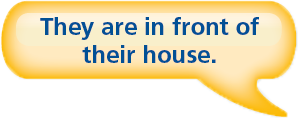 They are in front of
their house.